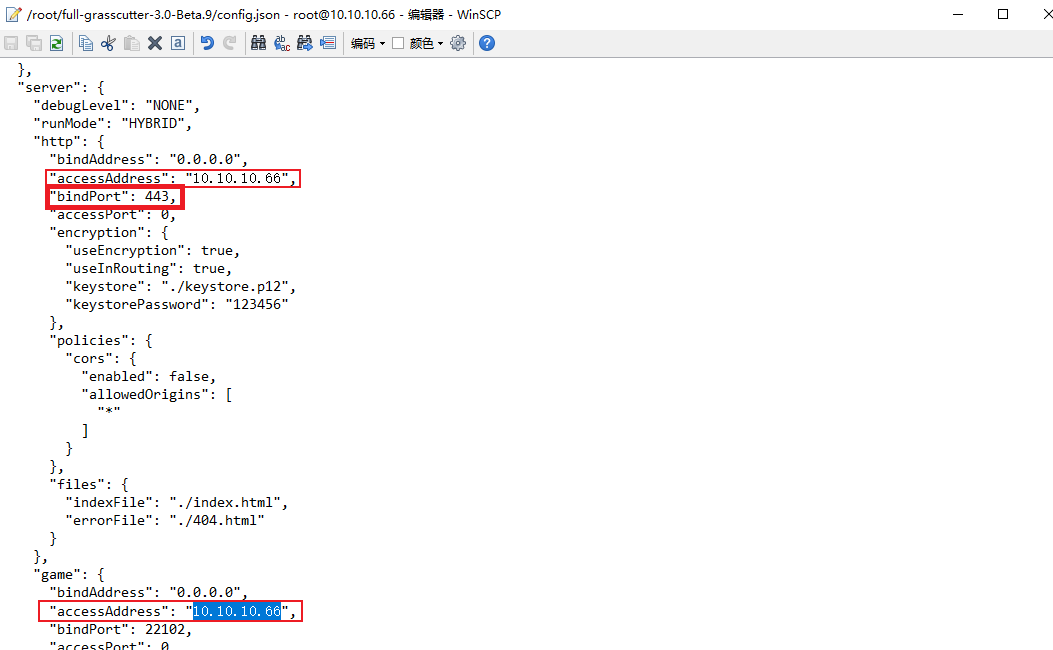 /root/full-grasscutter-3.0-Beta.9/config.json - root@10.10.10.66 - 编辑器 - WinSCP
编码 颜色
},
"server": {
"debugLevel": "NONE",
"runMode": "HYBRID",
"http": {
"bindAddress": "0.0.0.0",
"accessAddress": "10.10.10.66",
"bindPort": 443,
"accessPort": 0,
"encryption": {
"useEncryption": true,
"useInRouting": true,
"keystore": "./keystore.p12",
"keystorePassword": "123456"
},
"policies": {
"cors": {
"enabled": false,
"allowedOrigins": [
"*"
]
}
},
"files": {
"indexFile": "./index.html",
"errorFile": "./404.html"
}
},
"game": {
"bindAddress": "0.0.0.0",
"accessAddress": "10.10.10.66",
"bindPort": 22102,
"accessPort": 0